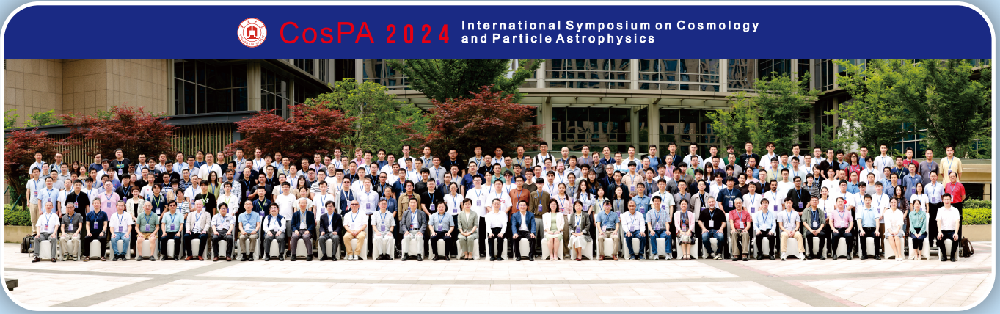 CosPA 2024
International Symposium on Cosmology
and Particle Astrophysics